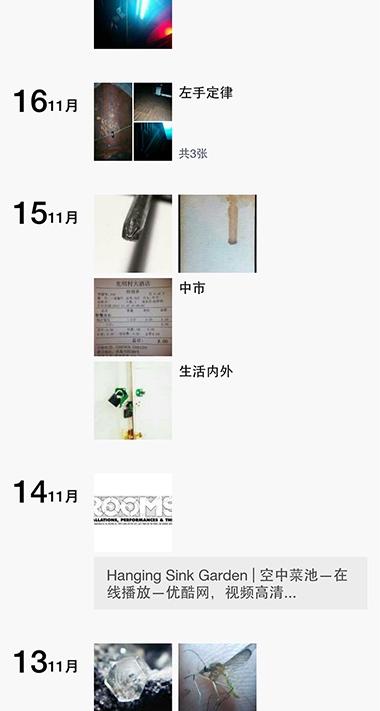 16 11月
左手定律
共3张
15 11月
中市
生活内外
14 11月
ROOMS
ALLATIONS, PERFORMANCES & TH
Hanging Sink Garden | 空中菜池—在
线播放—优酷网，视频高清...
13 11月